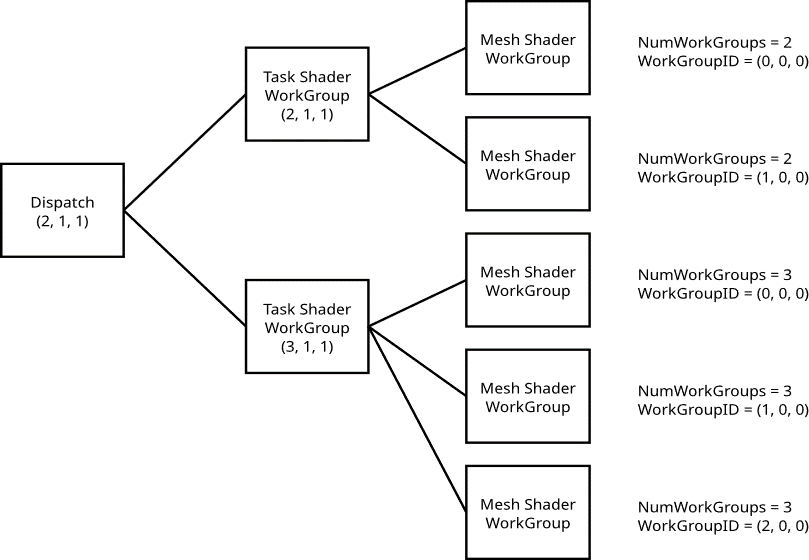 Dispatch
(2, 1, 1)
Task Shader
WorkGroup
(2, 1, 1)
Task Shader
WorkGroup
(3, 1, 1)
Mesh Shader
WorkGroup
NumWorkGroups = 2
WorkGroupID = (0, 0, 0)
Mesh Shader
WorkGroup
NumWorkGroups = 2
WorkGroupID = (1, 0, 0)
Mesh Shader
WorkGroup
NumWorkGroups = 3
WorkGroupID = (0, 0, 0)
Mesh Shader
WorkGroup
NumWorkGroups = 3
WorkGroupID = (1, 0, 0)
Mesh Shader
WorkGroup
NumWorkGroups = 3
WorkGroupID = (2, 0, 0)